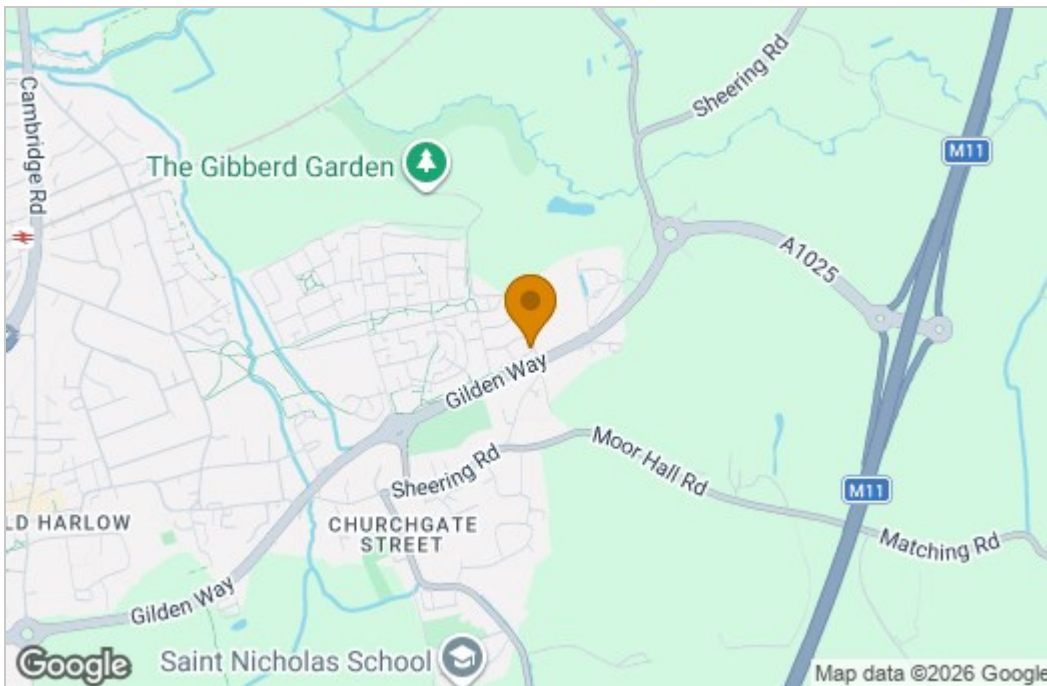 Cambridge Rd
Sheering Rd
The Gibberd Garden
M11
A1025
Gilden Way
Sheering Rd
Moor Hall Rd
M11
LD HARLOW
CHURCHGATE
STREET
Matching Rd
Gilden Way
Saint Nicholas School
Google
Map data ©2026 Google